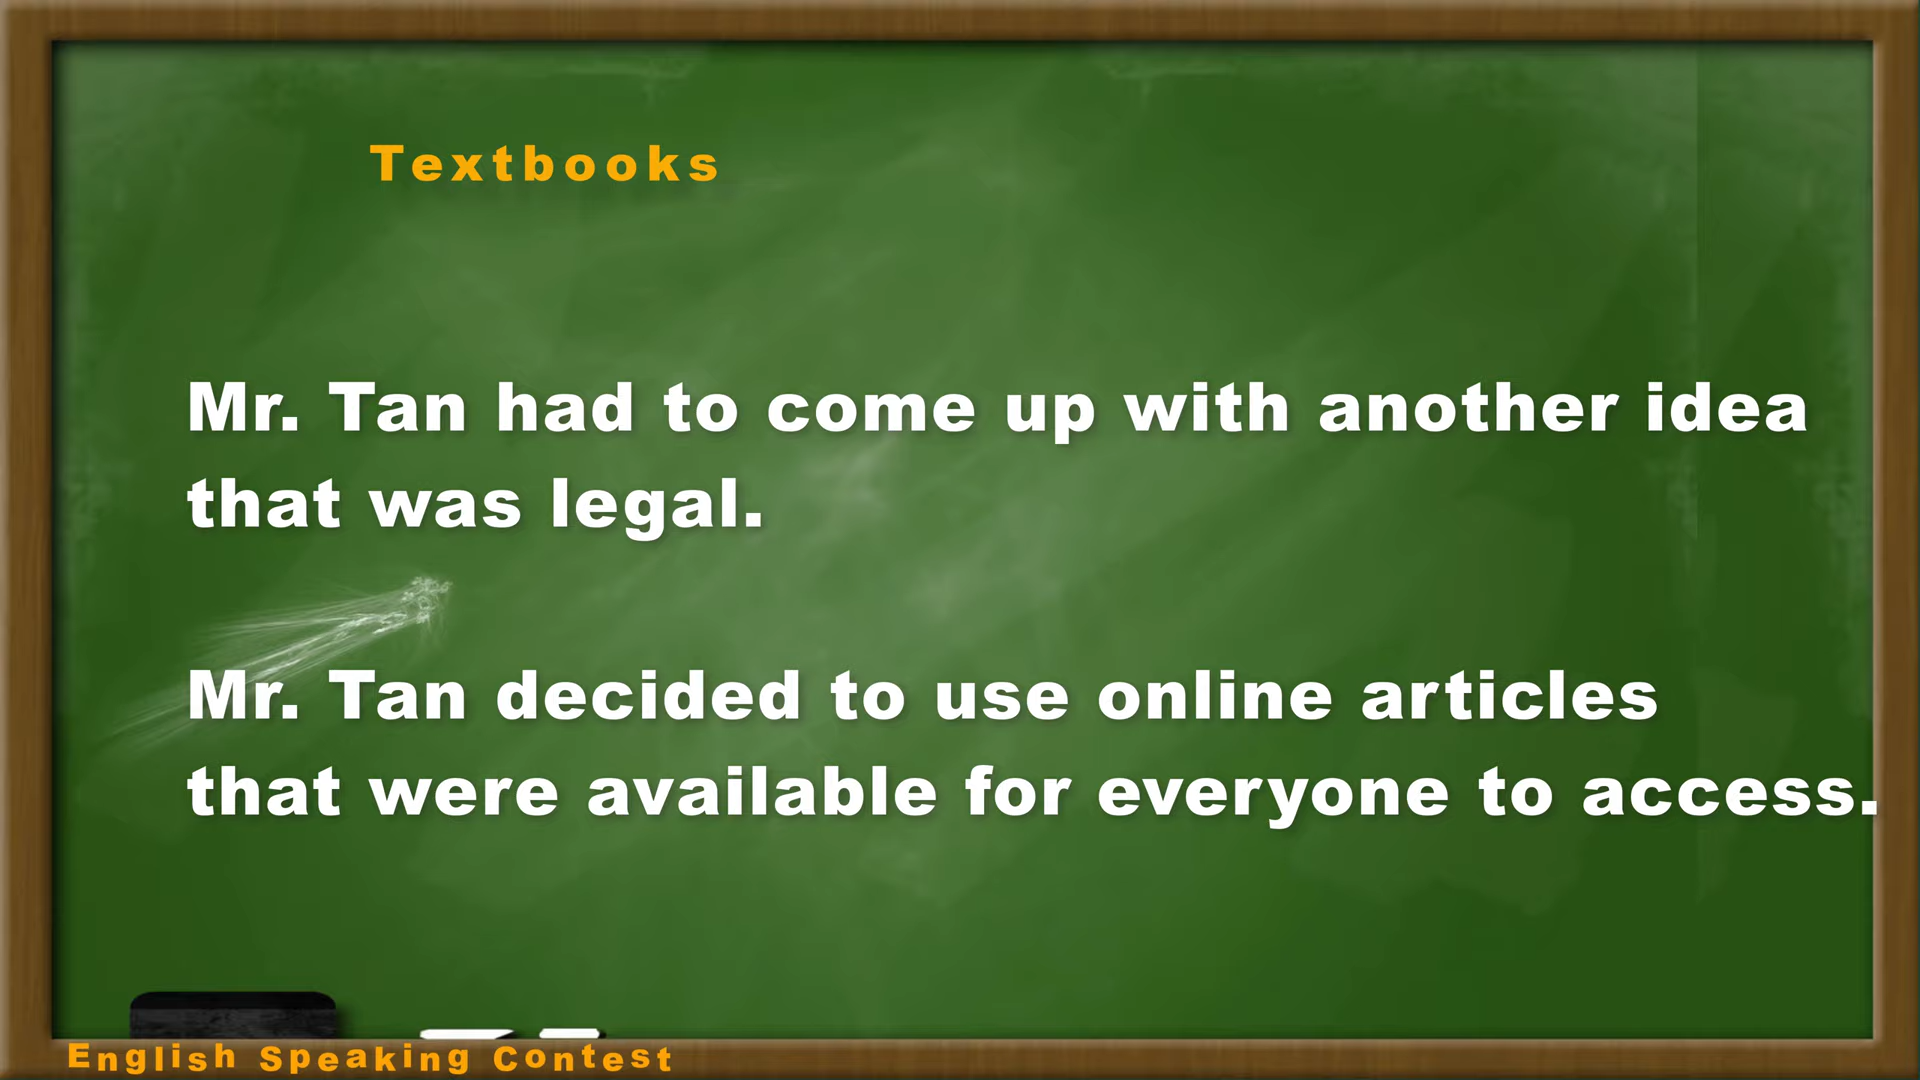 Textbooks
Mr. Tan had to come up with another idea
that was legal.
Mr. Tan decided to use online articles
that were available for everyone to access.
English Speaking Contest